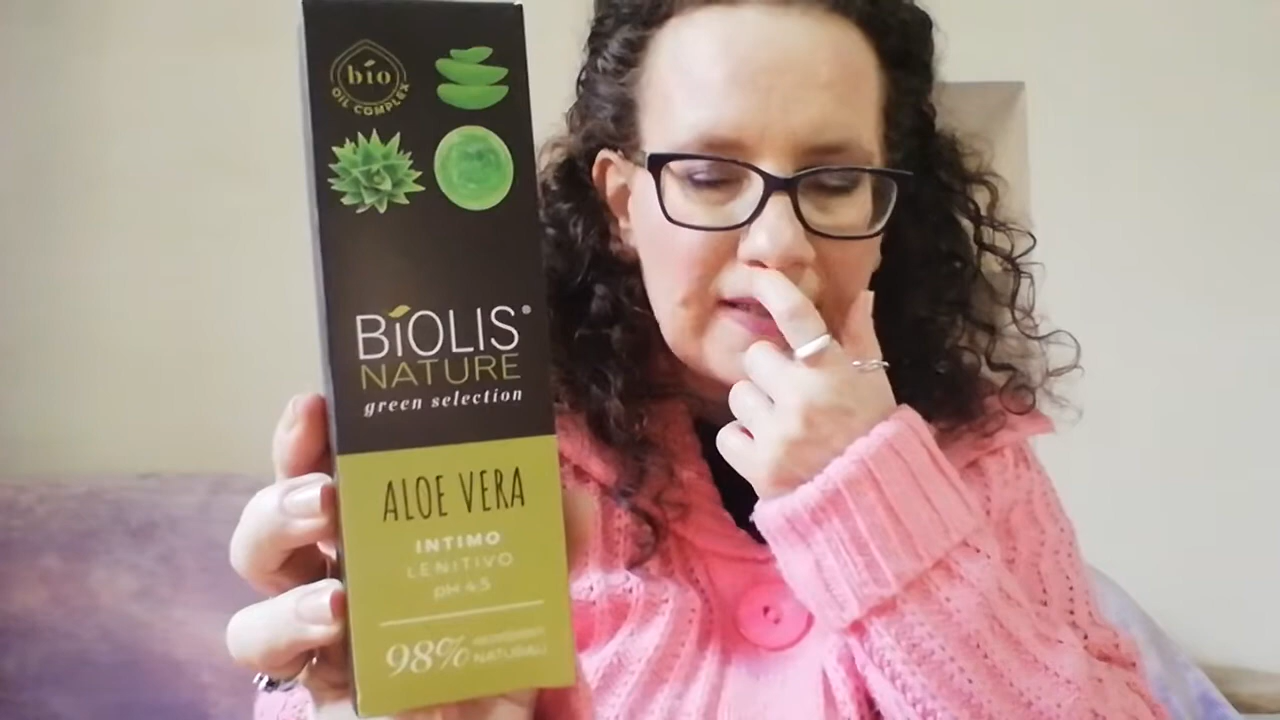 bio
OIL COMPLEX
BIOLIS®
NATURE
green selection
ALOE VERA
INTIMO
LENITIVO
pH 4.5
98%
NATURALI